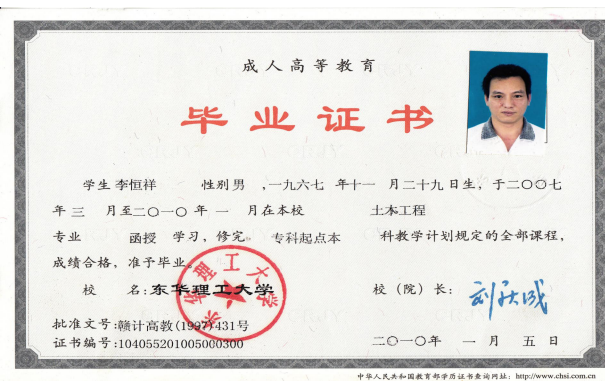 成人高等教育
毕业证书
学生 李恒祥 性别 男 ,一九六七 年 十一 月 二十九 日生，于二〇〇七
年 三 月至二〇一〇年 一 月在本校 土木工程
专业 函授 学习，修完 专科起点本 科教学计划规定的全部课程，
成绩合格，准予毕业。
校 名:东华理工大学 校（院）长: 
东华理工大学
批准文号:赣计高教(1997)431号
证书编号:104055201005000300 二〇一〇年 一 月 五 日
中华人民共和国教育部学历证书查询网址: http://www.chsi.com.cn